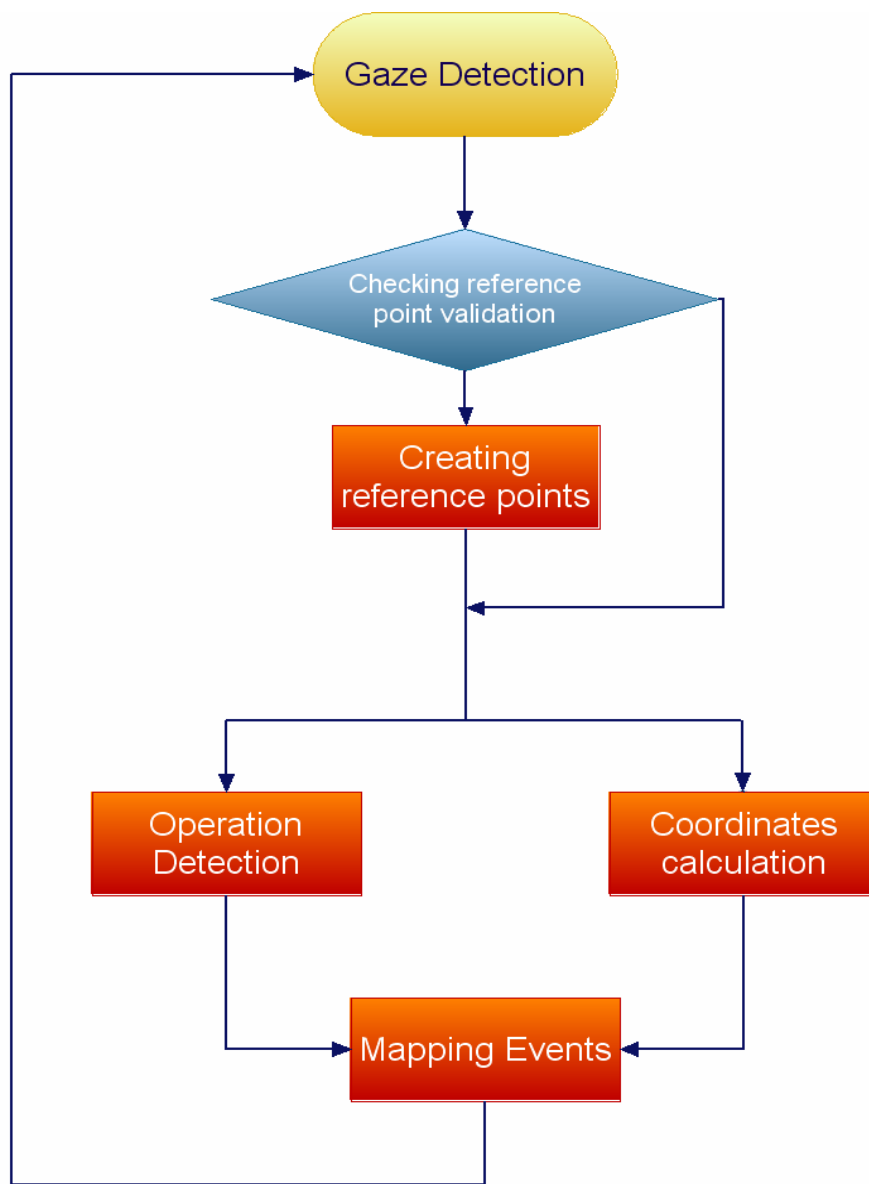 Gaze Detection
Checking reference
point validation
Creating
reference points
Operation
Detection
Coordinates
calculation
Mapping Events